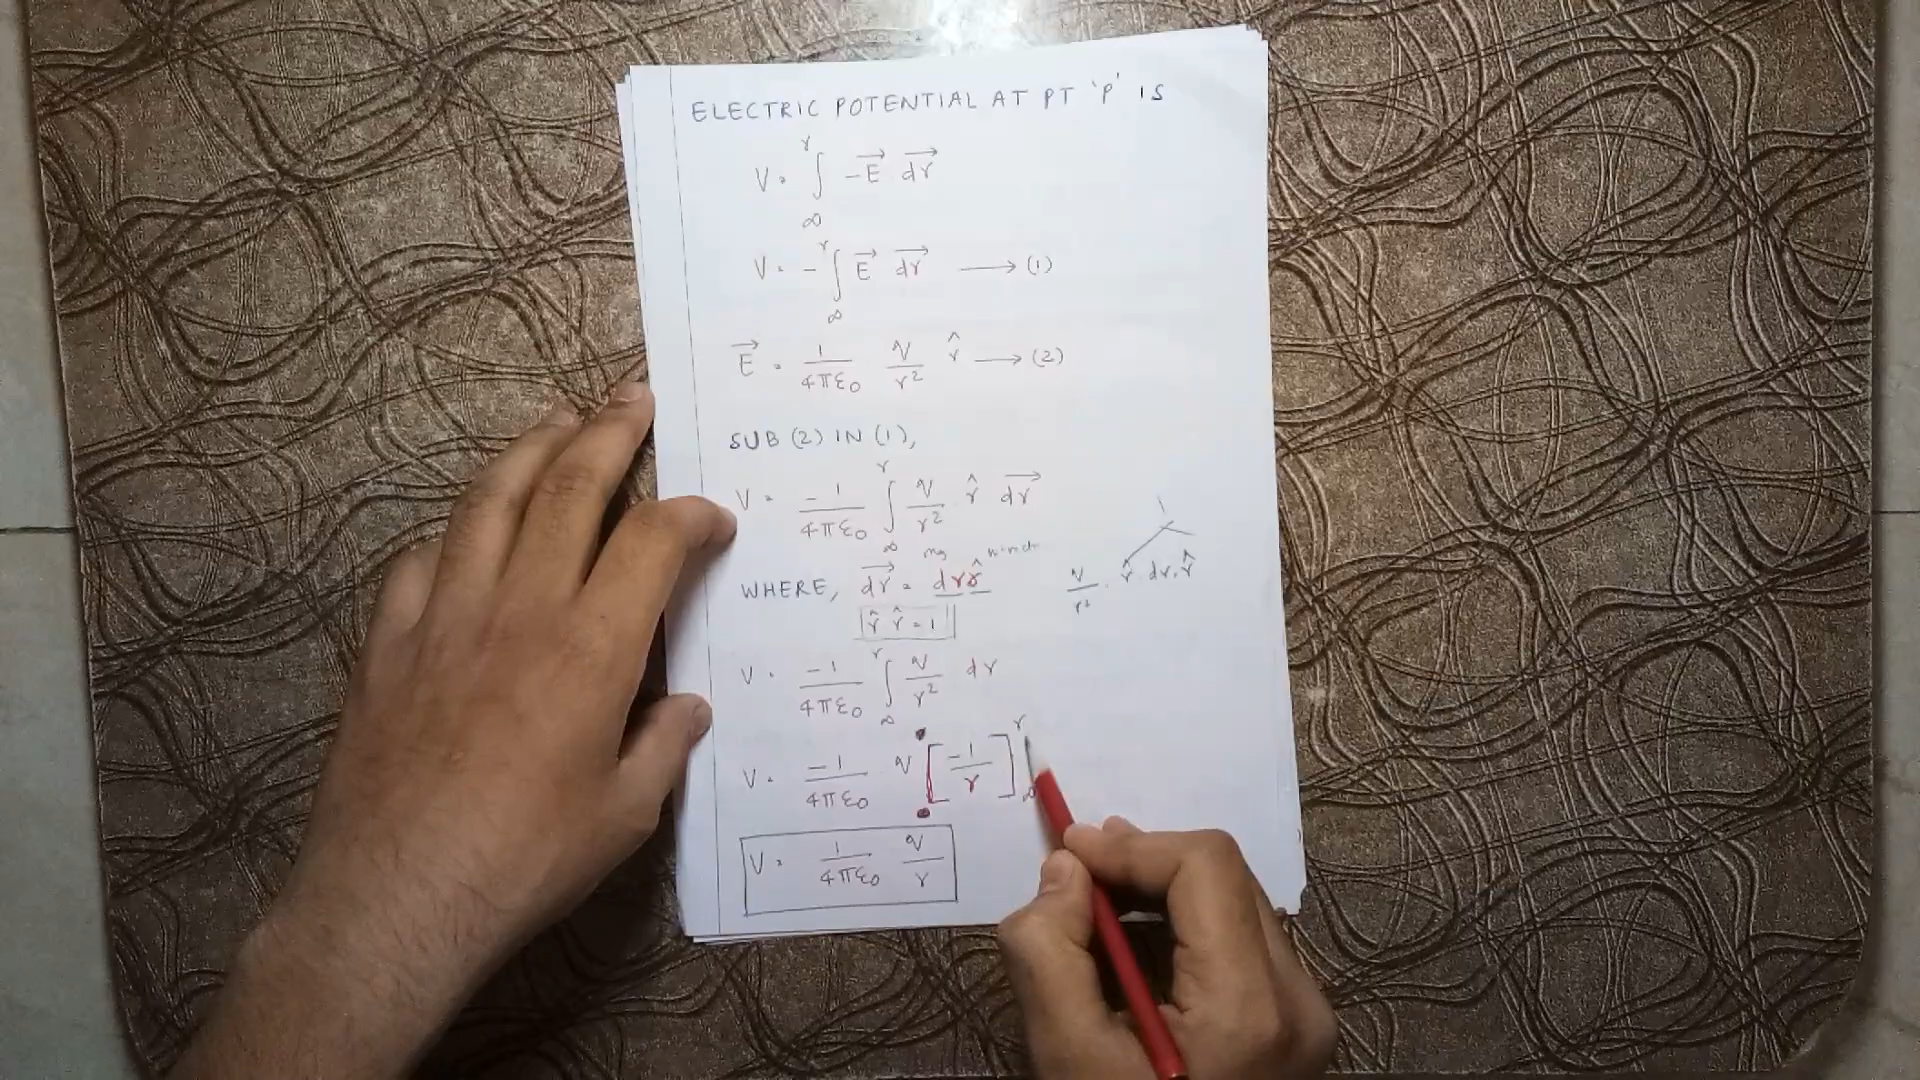 ELECTRIC POTENTIAL AT PT 'P' IS
V = ∫_∞^r -E⃗ dr⃗
V = - ∫_∞^r E⃗ dr⃗ ⟶ (1)
E⃗ = 1/4πε0 q/r² r̂ ⟶ (2)
SUB (2) IN (1),
V = -1/4πε0 ∫_∞^r q/r² r̂ dr⃗
WHERE, dr⃗ = dr r̂
q/r² · r̂ · dr · r̂
r̂ r̂ = 1
V = -1/4πε0 ∫_∞^r q/r² dr
V = -1/4πε0 q [-1/r]_∞^r
V = 1/4πε0 q/r